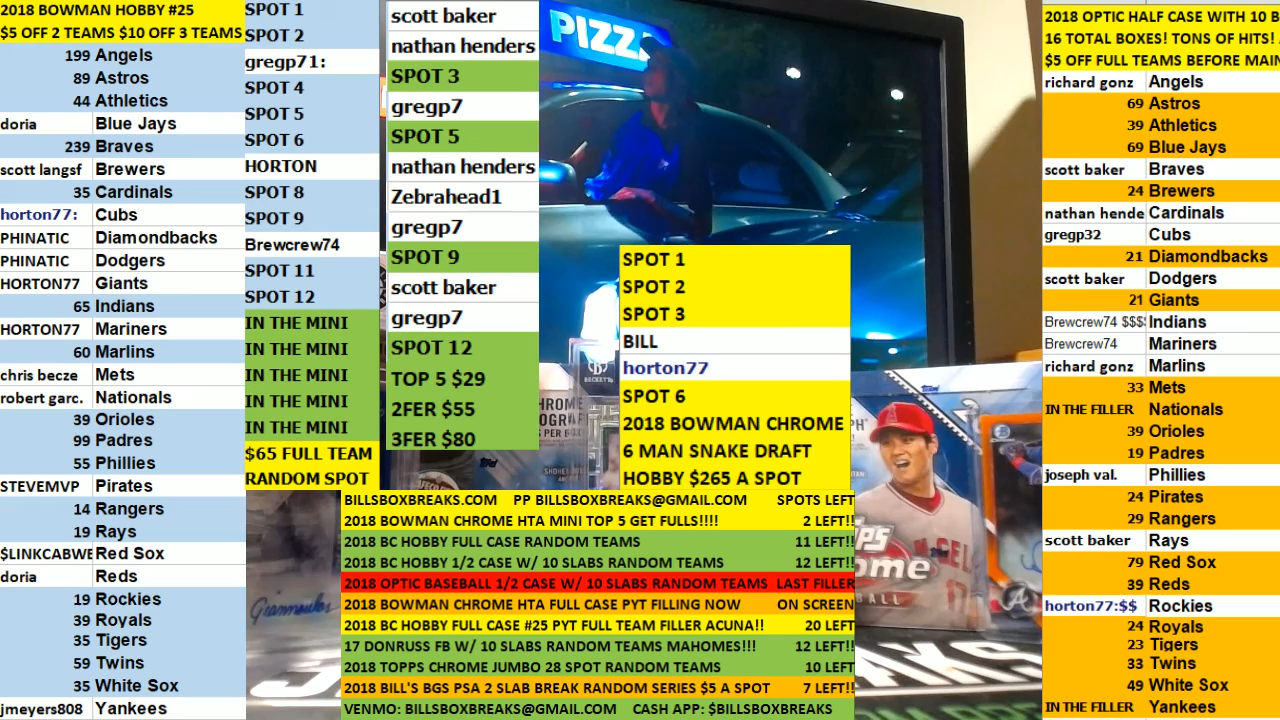 2018 BOWMAN HOBBY #25
$5 OFF 2 TEAMS $10 OFF 3 TEAMS
199 Angels
89 Astros
44 Athletics
doria Blue Jays
239 Braves
scott langsf Brewers
35 Cardinals
horton77: Cubs
PHINATIC Diamondbacks
PHINATIC Dodgers
HORTON77 Giants
65 Indians
HORTON77 Mariners
60 Marlins
chris becze Mets
robert garc. Nationals
39 Orioles
99 Padres
55 Phillies
STEVEMVP Pirates
14 Rangers
19 Rays
$LINKCABWE Red Sox
doria Reds
19 Rockies
39 Royals
35 Tigers
59 Twins
35 White Sox
jmeyers808 Yankees
SPOT 1
SPOT 2
gregp71:
SPOT 4
SPOT 5
SPOT 6
HORTON
SPOT 8
SPOT 9
Brewcrew74
SPOT 11
SPOT 12
IN THE MINI
IN THE MINI
IN THE MINI
IN THE MINI
IN THE MINI
$65 FULL TEAM
RANDOM SPOT
scott baker
nathan henders
SPOT 3
gregp7
SPOT 5
nathan henders
Zebrahead1
gregp7
SPOT 9
scott baker
gregp7
SPOT 12
TOP 5 $29
2FER $55
3FER $80
PIZZ
SPOT 1
SPOT 2
SPOT 3
BILL
horton77
SPOT 6
2018 BOWMAN CHROME
6 MAN SNAKE DRAFT
HOBBY $265 A SPOT
BILLSBOXBREAKS.COM PP BILLSBOXBREAKS@GMAIL.COM SPOTS LEFT
2018 BOWMAN CHROME HTA MINI TOP 5 GET FULLS!!!! 2 LEFT!!
2018 BC HOBBY FULL CASE RANDOM TEAMS 11 LEFT!!
2018 BC HOBBY 1/2 CASE W/ 10 SLABS RANDOM TEAMS 12 LEFT!!
2018 OPTIC BASEBALL 1/2 CASE W/ 10 SLABS RANDOM TEAMS LAST FILLER
2018 BOWMAN CHROME HTA FULL CASE PYT FILLING NOW ON SCREEN
2018 BC HOBBY FULL CASE #25 PYT FULL TEAM FILLER ACUNA!! 20 LEFT
17 DONRUSS FB W/ 10 SLABS RANDOM TEAMS MAHOMES!!! 12 LEFT!!
2018 TOPPS CHROME JUMBO 28 SPOT RANDOM TEAMS 10 LEFT
2018 BILL'S BGS PSA 2 SLAB BREAK RANDOM SERIES $5 A SPOT 7 LEFT!!
VENMO: BILLSBOXBREAKS@GMAIL.COM CASH APP: $BILLSBOXBREAKS
2018 OPTIC HALF CASE WITH 10 B
16 TOTAL BOXES! TONS OF HITS!
$5 OFF FULL TEAMS BEFORE MAIN
richard gonz Angels
69 Astros
39 Athletics
69 Blue Jays
scott baker Braves
24 Brewers
nathan hende Cardinals
gregp32 Cubs
21 Diamondbacks
scott baker Dodgers
21 Giants
Brewcrew74 $$$$ Indians
Brewcrew74 Mariners
richard gonz Marlins
33 Mets
IN THE FILLER Nationals
39 Orioles
19 Padres
joseph val. Phillies
24 Pirates
29 Rangers
scott baker Rays
79 Red Sox
39 Reds
horton77:$$ Rockies
24 Royals
23 Tigers
33 Twins
49 White Sox
IN THE FILLER Yankees